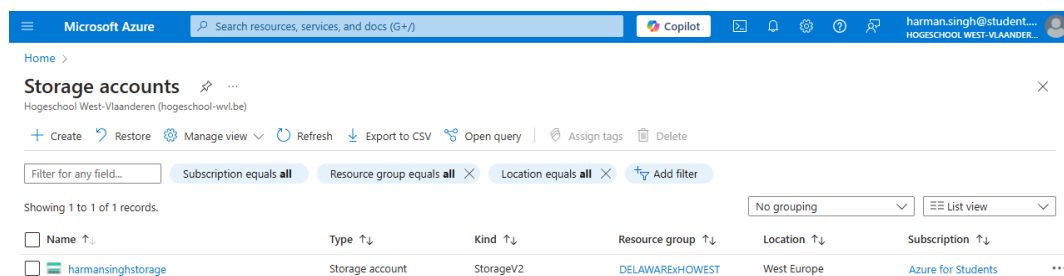 Microsoft Azure Search resources, services, and docs (G+/) Copilot harman.singh@student....
HOGESCHOOL WEST-VLAANDER...
Home >
Storage accounts ...
Hogeschool West-Vlaanderen (hogeschool-wvl.be)
+ Create Restore Manage view Refresh Export to CSV Open query Assign tags Delete
Filter for any field... Subscription equals all Resource group equals all Location equals all Add filter
Showing 1 to 1 of 1 records. No grouping List view
Name ↑↓ Type ↑↓ Kind ↑↓ Resource group ↑↓ Location ↑↓ Subscription ↑↓
harmansinghstorage Storage account StorageV2 DELAWARExHOWEST West Europe Azure for Students ...